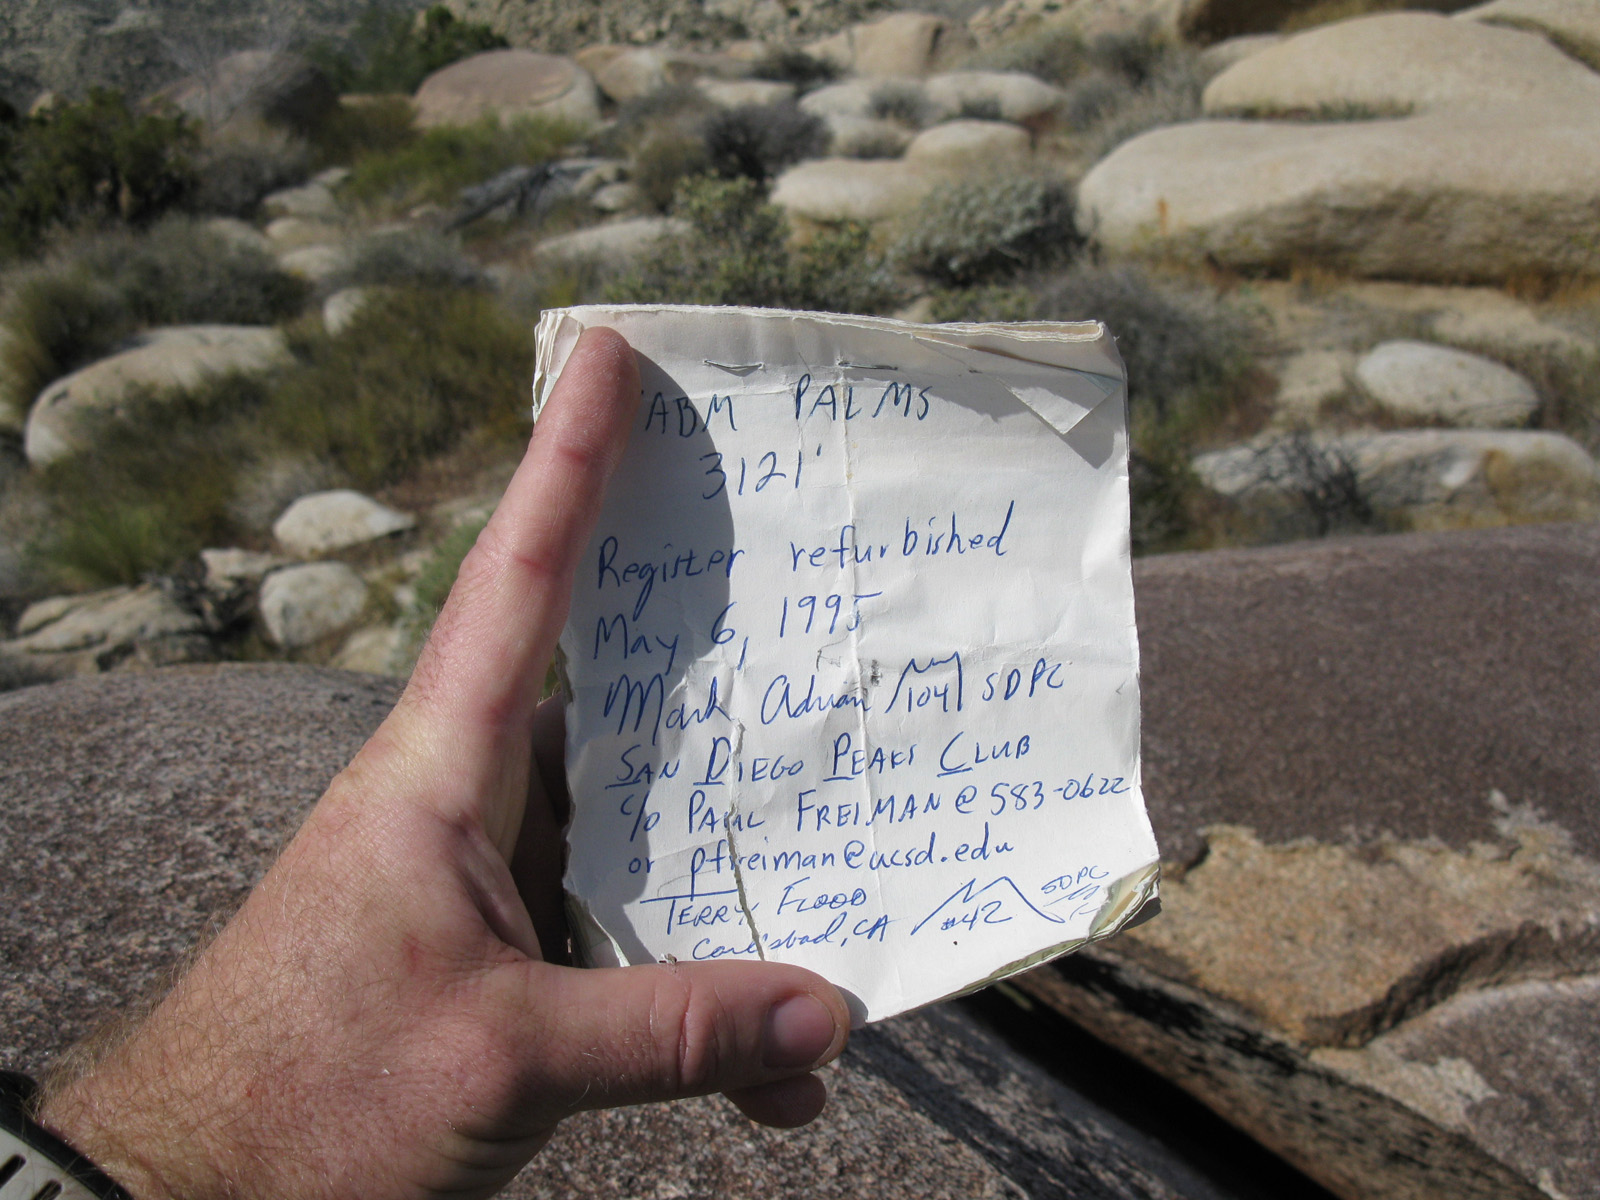 ABM PALMS
3121'
Register refurbished
May 6, 1995
Mark Adrian 104 SDPC
SAN DIEGO PEAKS CLUB
c/o PAUL FREIMAN @ 583-0622
or pfreiman@ucsd.edu
TERRY FLOOD
Carlsbad, CA #42 SDPC